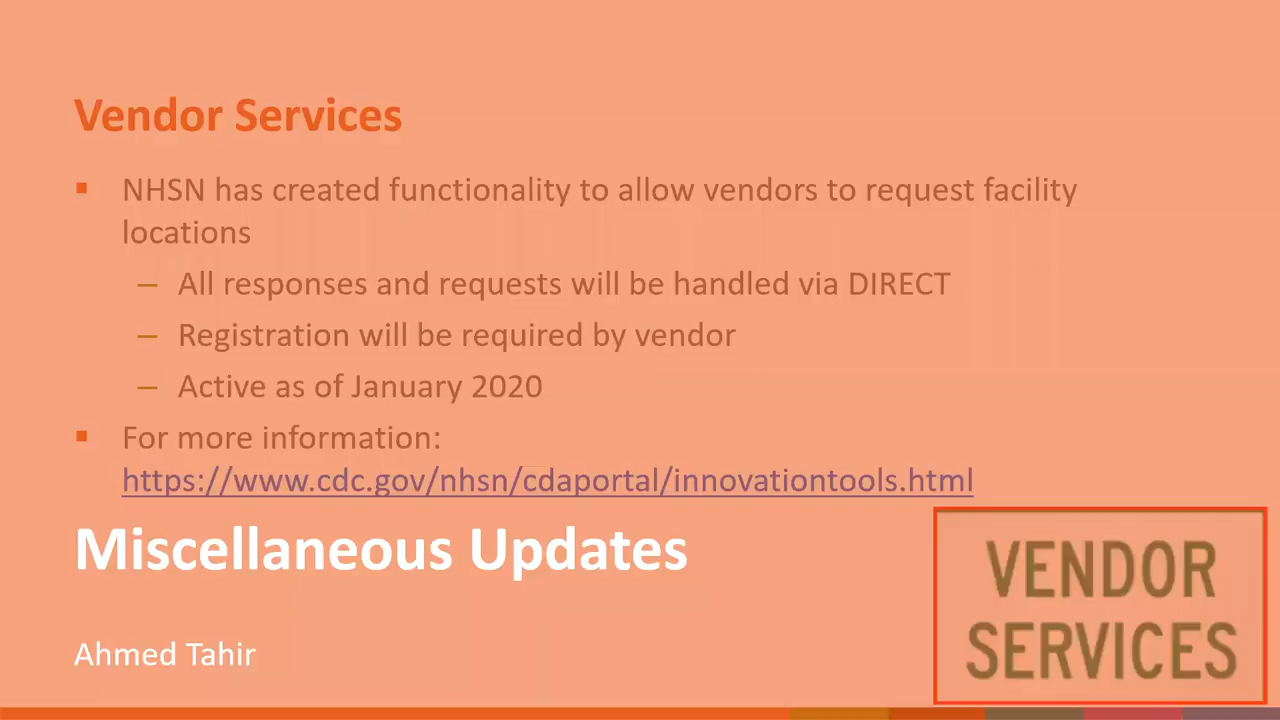 Vendor Services
▪ NHSN has created functionality to allow vendors to request facility
locations
– All responses and requests will be handled via DIRECT
– Registration will be required by vendor
– Active as of January 2020
▪ For more information:
https://www.cdc.gov/nhsn/cdaportal/innovationtools.html
Miscellaneous Updates
Ahmed Tahir
VENDOR
SERVICES